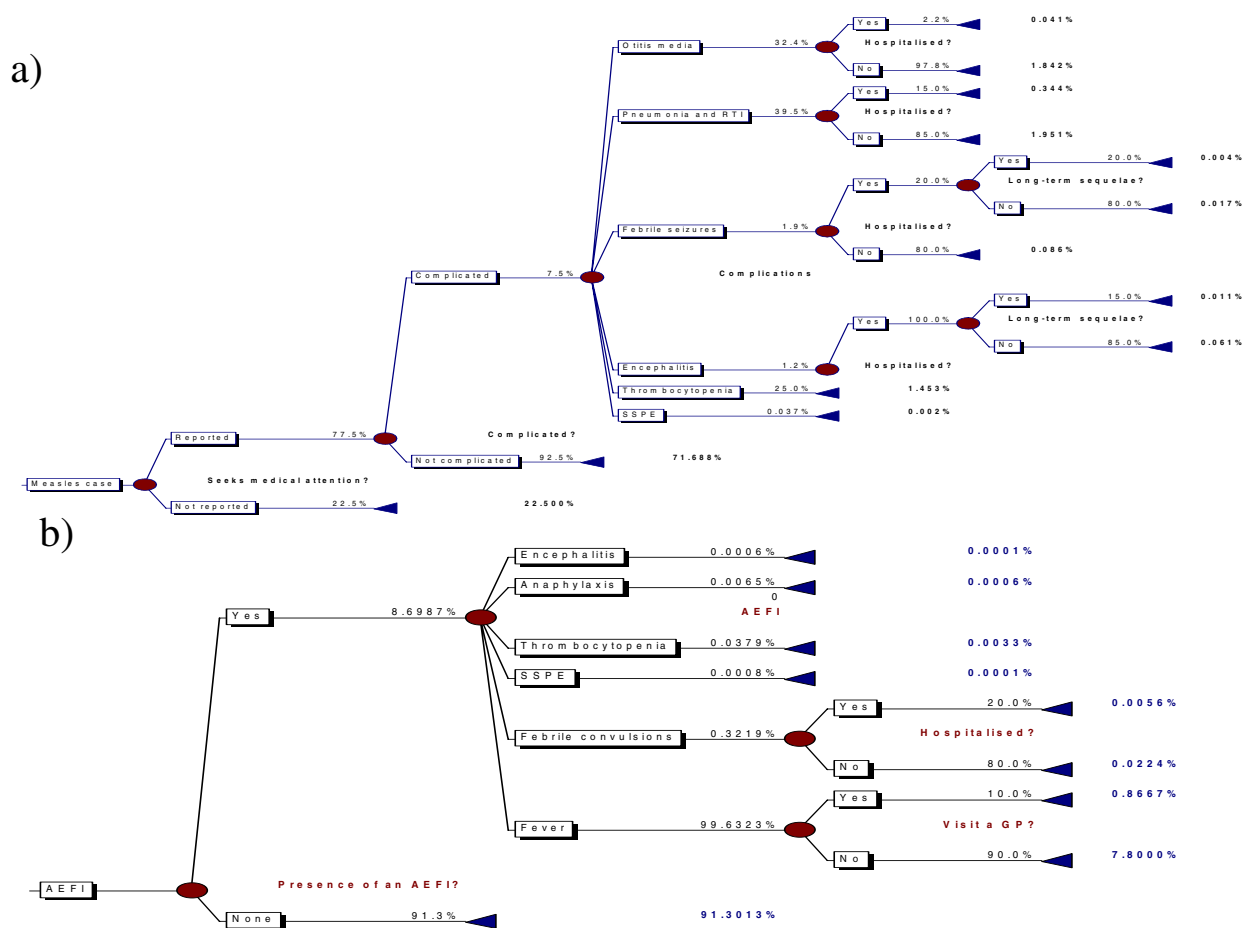 a)
Yes 2.2% 0.041%
Otitis media 32.4% Hospitalised?
No 97.8% 1.842%
Yes 15.0% 0.344%
Pneumonia and RTI 39.5% Hospitalised?
No 85.0% 1.951%
Yes 20.0% 0.004%
Yes 20.0% Long-term sequelae?
No 80.0% 0.017%
Febrile seizures 1.9% Hospitalised?
No 80.0% 0.086%
Complicated 7.5% Complications
Yes 15.0% 0.011%
Yes 100.0% Long-term sequelae?
No 85.0% 0.061%
Encephalitis 1.2% Hospitalised?
Thrombocytopenia 25.0% 1.453%
SSPE 0.037% 0.002%
Reported 77.5% Complicated?
Not complicated 92.5% 71.688%
Measles case Seeks medical attention?
Not reported 22.5% 22.500%
b)
Encephalitis 0.0006% 0.0001%
Anaphylaxis 0.0065% 0.0006%
0
Yes 8.6987% AEFI
Thrombocytopenia 0.0379% 0.0033%
SSPE 0.0008% 0.0001%
Yes 20.0% 0.0056%
Febrile convulsions 0.3219% Hospitalised?
No 80.0% 0.0224%
Yes 10.0% 0.8667%
Fever 99.6323% Visit a GP?
No 90.0% 7.8000%
AEFI Presence of an AEFI?
None 91.3% 91.3013%